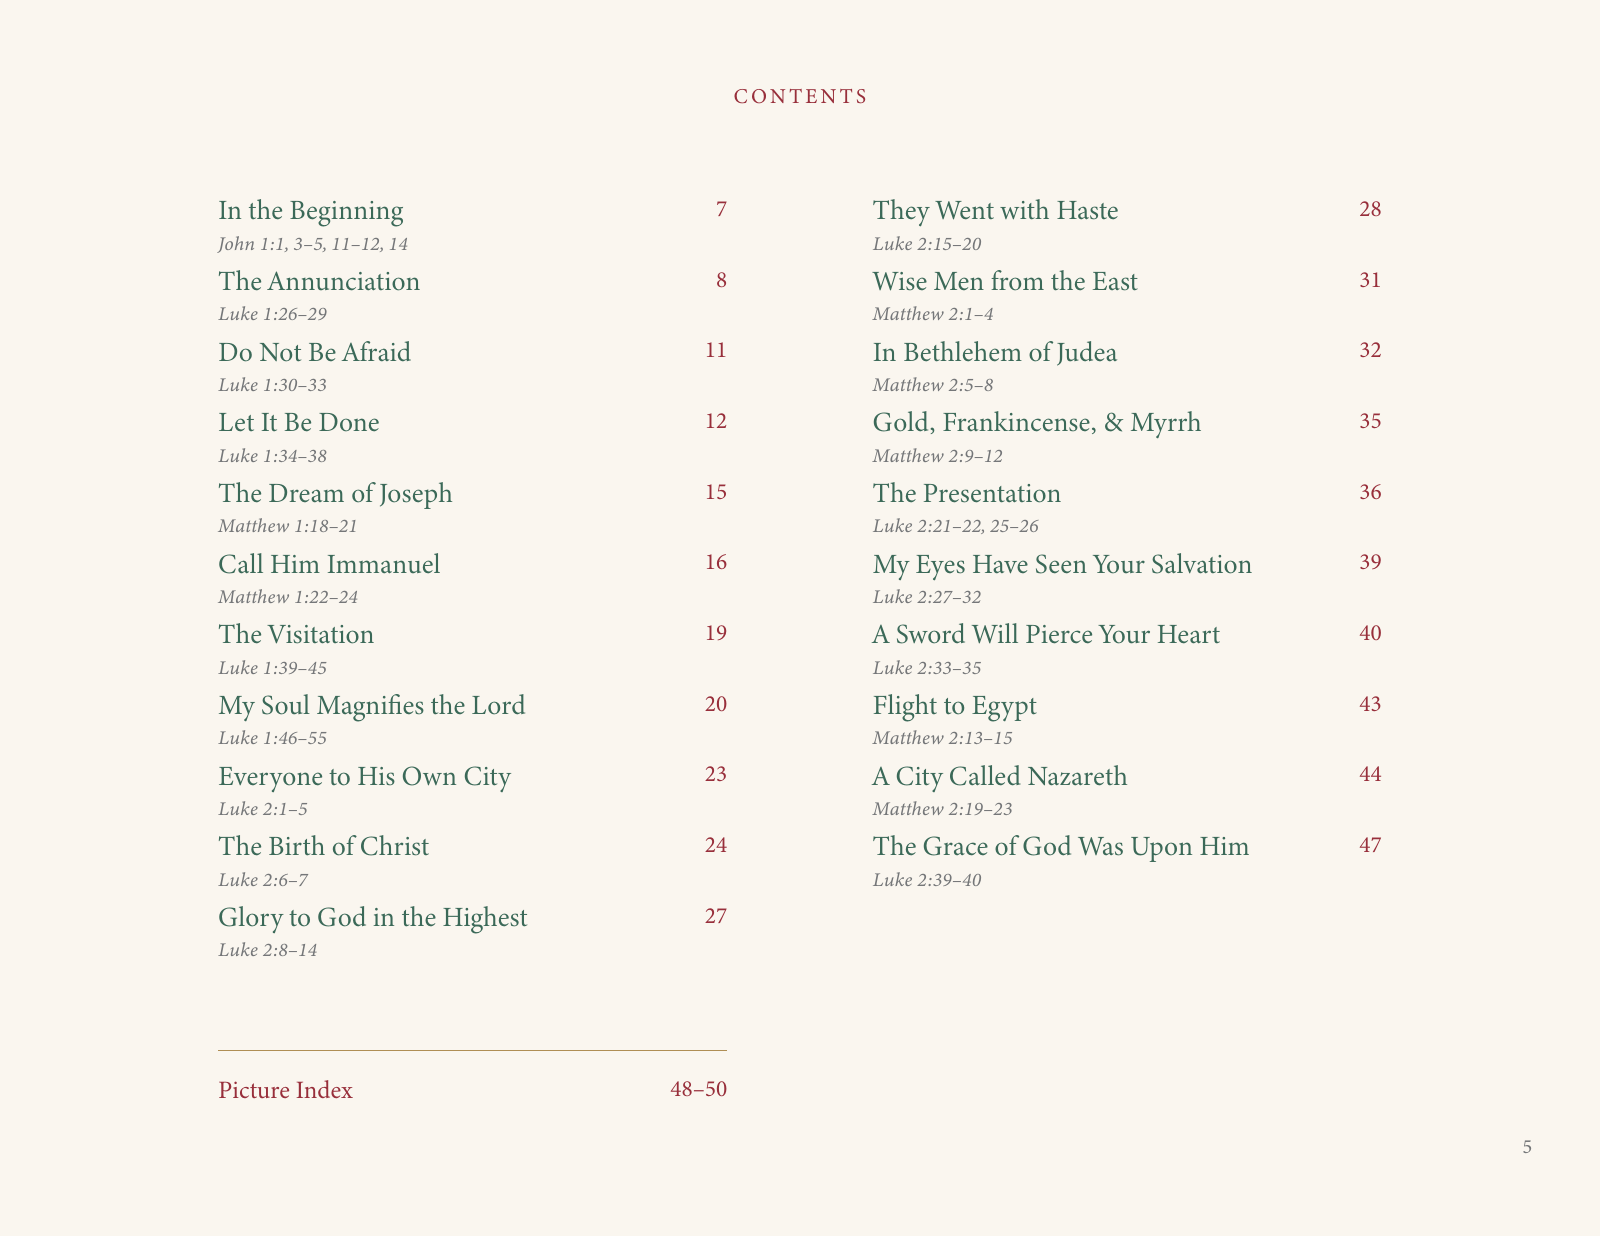 CONTENTS
In the Beginning 7
John 1:1, 3–5, 11–12, 14
The Annunciation 8
Luke 1:26–29
Do Not Be Afraid 11
Luke 1:30–33
Let It Be Done 12
Luke 1:34–38
The Dream of Joseph 15
Matthew 1:18–21
Call Him Immanuel 16
Matthew 1:22–24
The Visitation 19
Luke 1:39–45
My Soul Magnifies the Lord 20
Luke 1:46–55
Everyone to His Own City 23
Luke 2:1–5
The Birth of Christ 24
Luke 2:6–7
Glory to God in the Highest 27
Luke 2:8–14
They Went with Haste 28
Luke 2:15–20
Wise Men from the East 31
Matthew 2:1–4
In Bethlehem of Judea 32
Matthew 2:5–8
Gold, Frankincense, & Myrrh 35
Matthew 2:9–12
The Presentation 36
Luke 2:21–22, 25–26
My Eyes Have Seen Your Salvation 39
Luke 2:27–32
A Sword Will Pierce Your Heart 40
Luke 2:33–35
Flight to Egypt 43
Matthew 2:13–15
A City Called Nazareth 44
Matthew 2:19–23
The Grace of God Was Upon Him 47
Luke 2:39–40
Picture Index 48–50
5